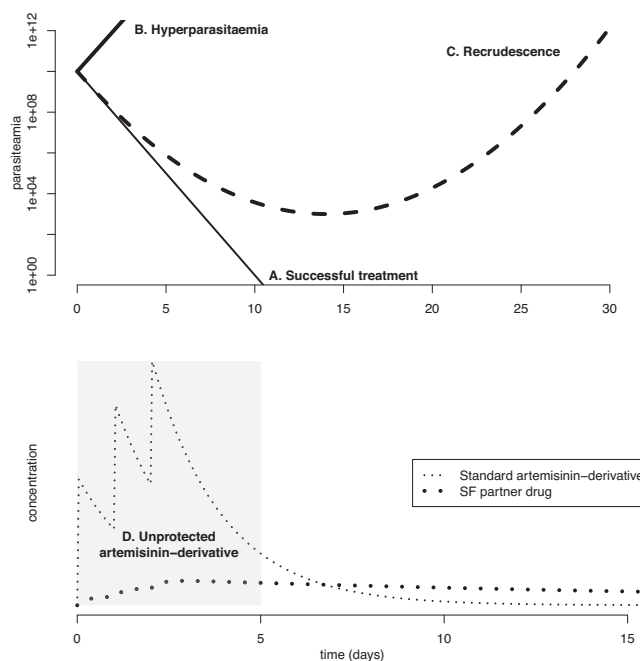 1e+12
B. Hyperparasitaemia
C. Recrudescence
1e+08
parasiteamia
1e+04
1e+00
A. Successful treatment
0 5 10 15 20 25 30
concentration
Standard artemisinin−derivative
SF partner drug
D. Unprotected
artemisinin−derivative
0 5 10 15
time (days)